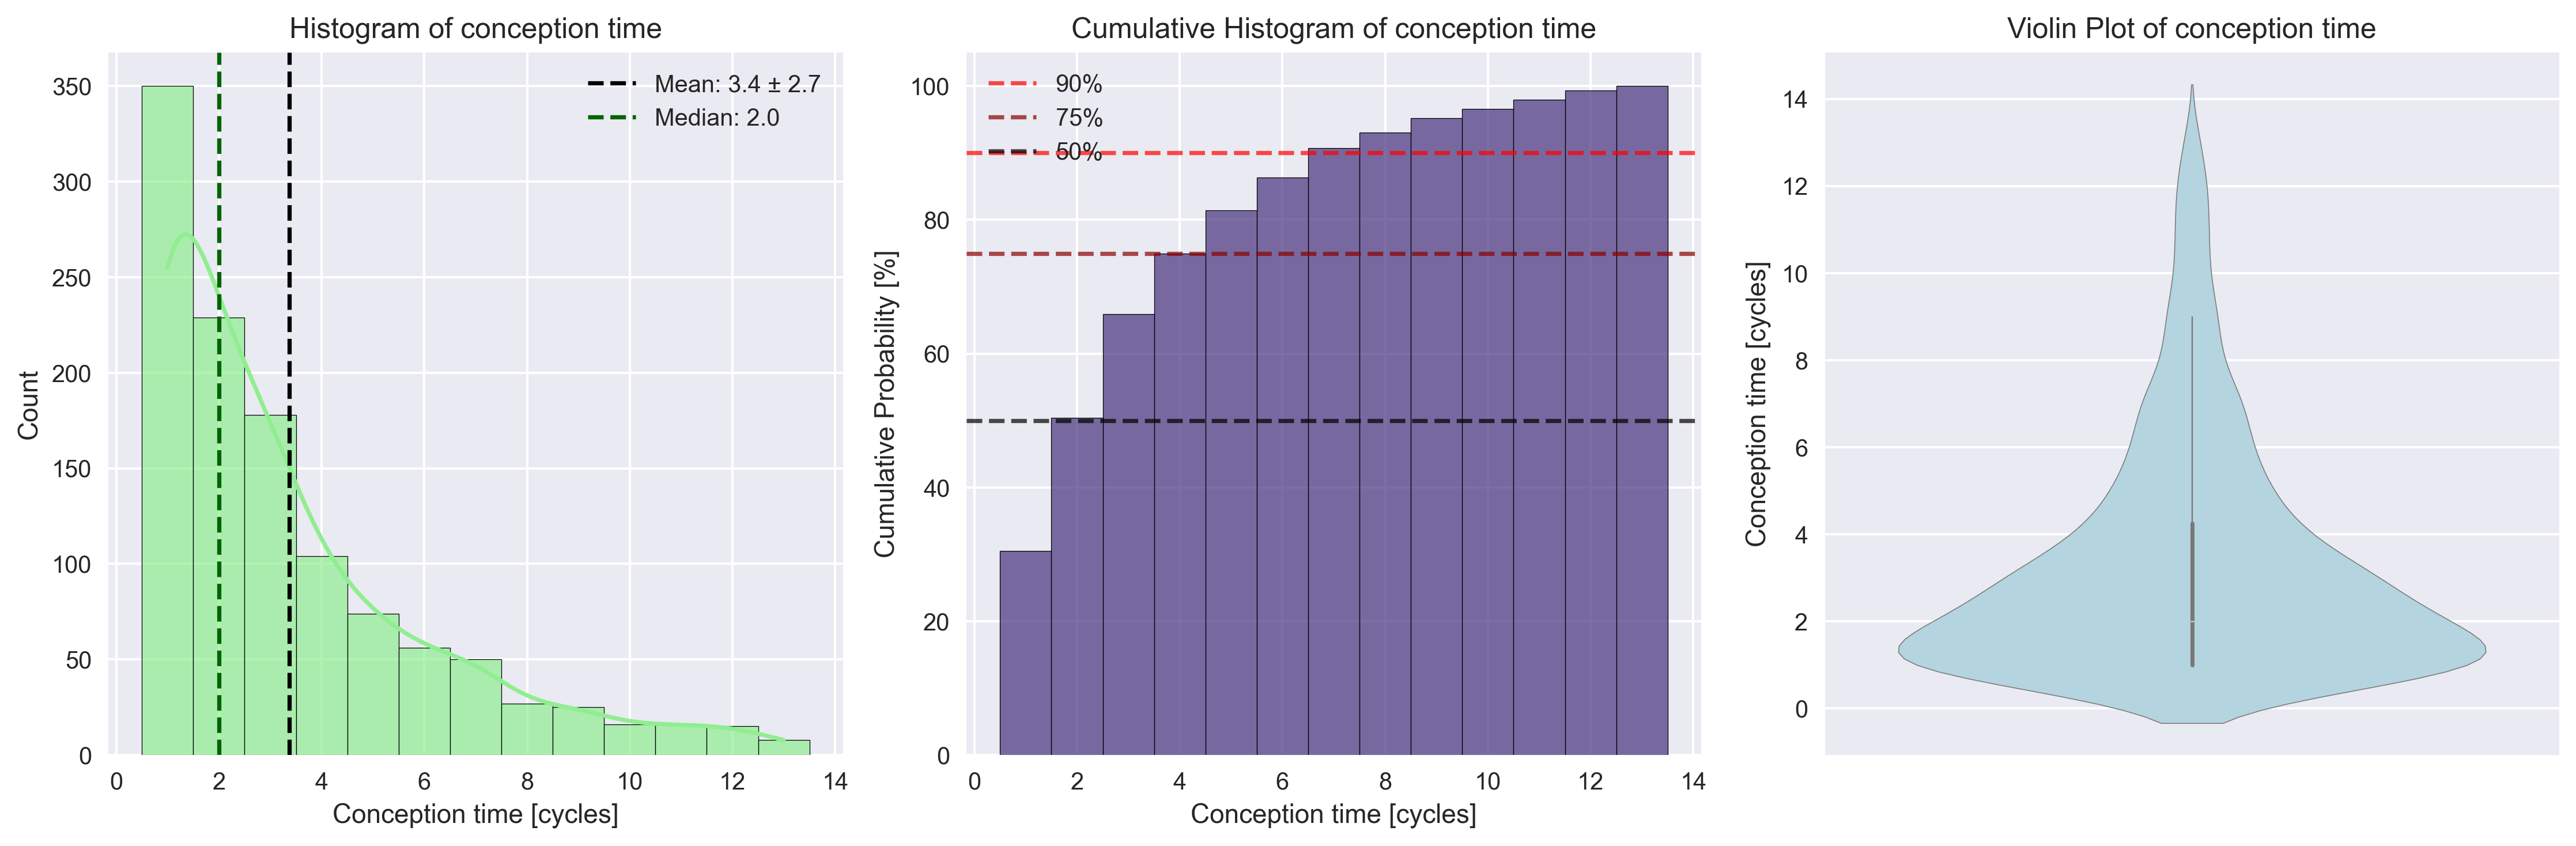 Histogram of conception time
Mean: 3.4 ± 2.7
Median: 2.0
350
300
250
200
150
100
50
0
Count
0 2 4 6 8 10 12 14
Conception time [cycles]
Cumulative Histogram of conception time
90%
75%
50%
100
80
60
40
20
0
Cumulative Probability [%]
0 2 4 6 8 10 12 14
Conception time [cycles]
Violin Plot of conception time
14
12
10
8
6
4
2
0
Conception time [cycles]